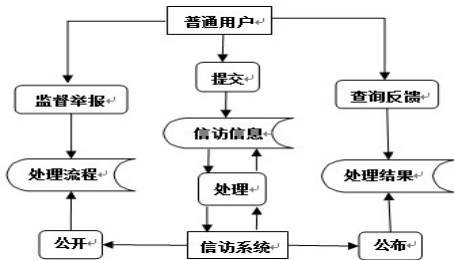 普通用户
提交
监督举报
查询反馈
信访信息
处理流程
处理
处理结果
公开
信访系统
公布